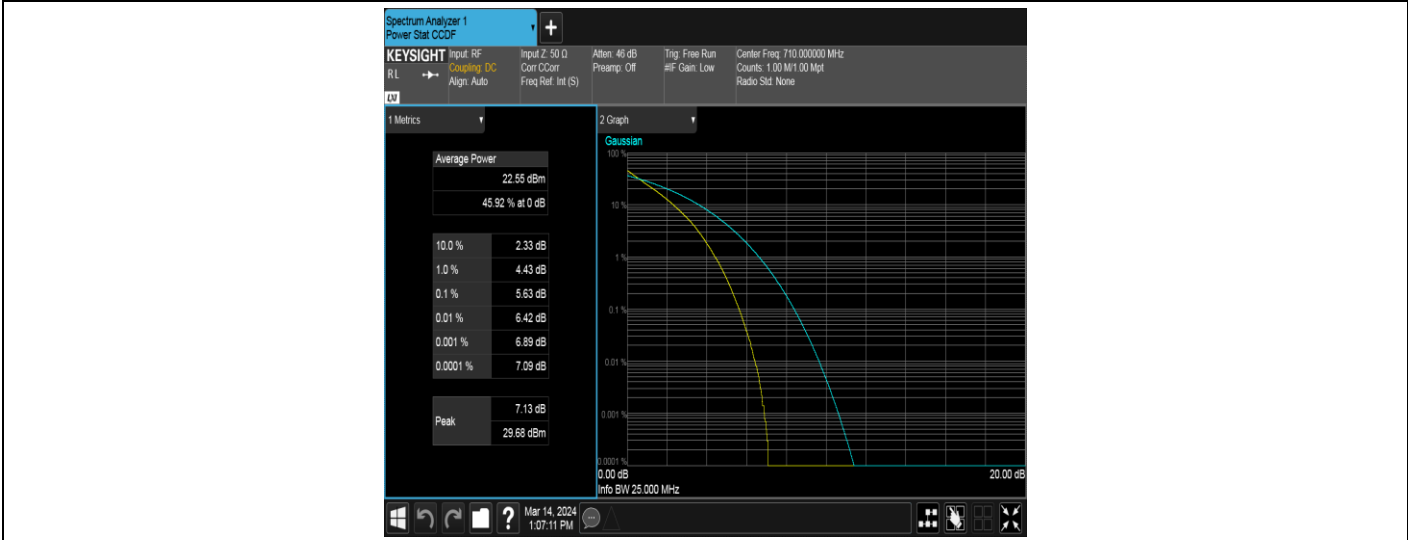 Spectrum Analyzer 1
Power Stat CCDF
KEYSIGHT
RL
LXI
Input: RF
Coupling: DC
Align: Auto
Input Z: 50 Ω
Corr CCorr
Freq Ref: Int (S)
Atten: 46 dB
Preamp: Off
Trig: Free Run
#IF Gain: Low
Center Freq: 710.000000 MHz
Counts: 1.00 M/1.00 Mpt
Radio Std: None
1 Metrics
Average Power
22.55 dBm
45.92 % at 0 dB
10.0 % 2.33 dB
1.0 % 4.43 dB
0.1 % 5.63 dB
0.01 % 6.42 dB
0.001 % 6.89 dB
0.0001 % 7.09 dB
Peak
7.13 dB
29.68 dBm
2 Graph
Gaussian
100 %
10 %
1 %
0.1 %
0.01 %
0.001 %
0.0001 %
0.00 dB 20.00 dB
Info BW 25.000 MHz
Mar 14, 2024
1:07:11 PM